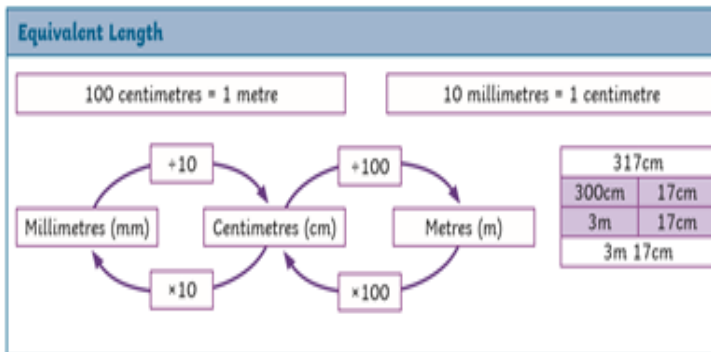 Equivalent Length
100 centimetres = 1 metre
10 millimetres = 1 centimetre
÷10
÷100
Millimetres (mm)
Centimetres (cm)
Metres (m)
×10
×100
317cm
300cm 17cm
3m 17cm
3m 17cm